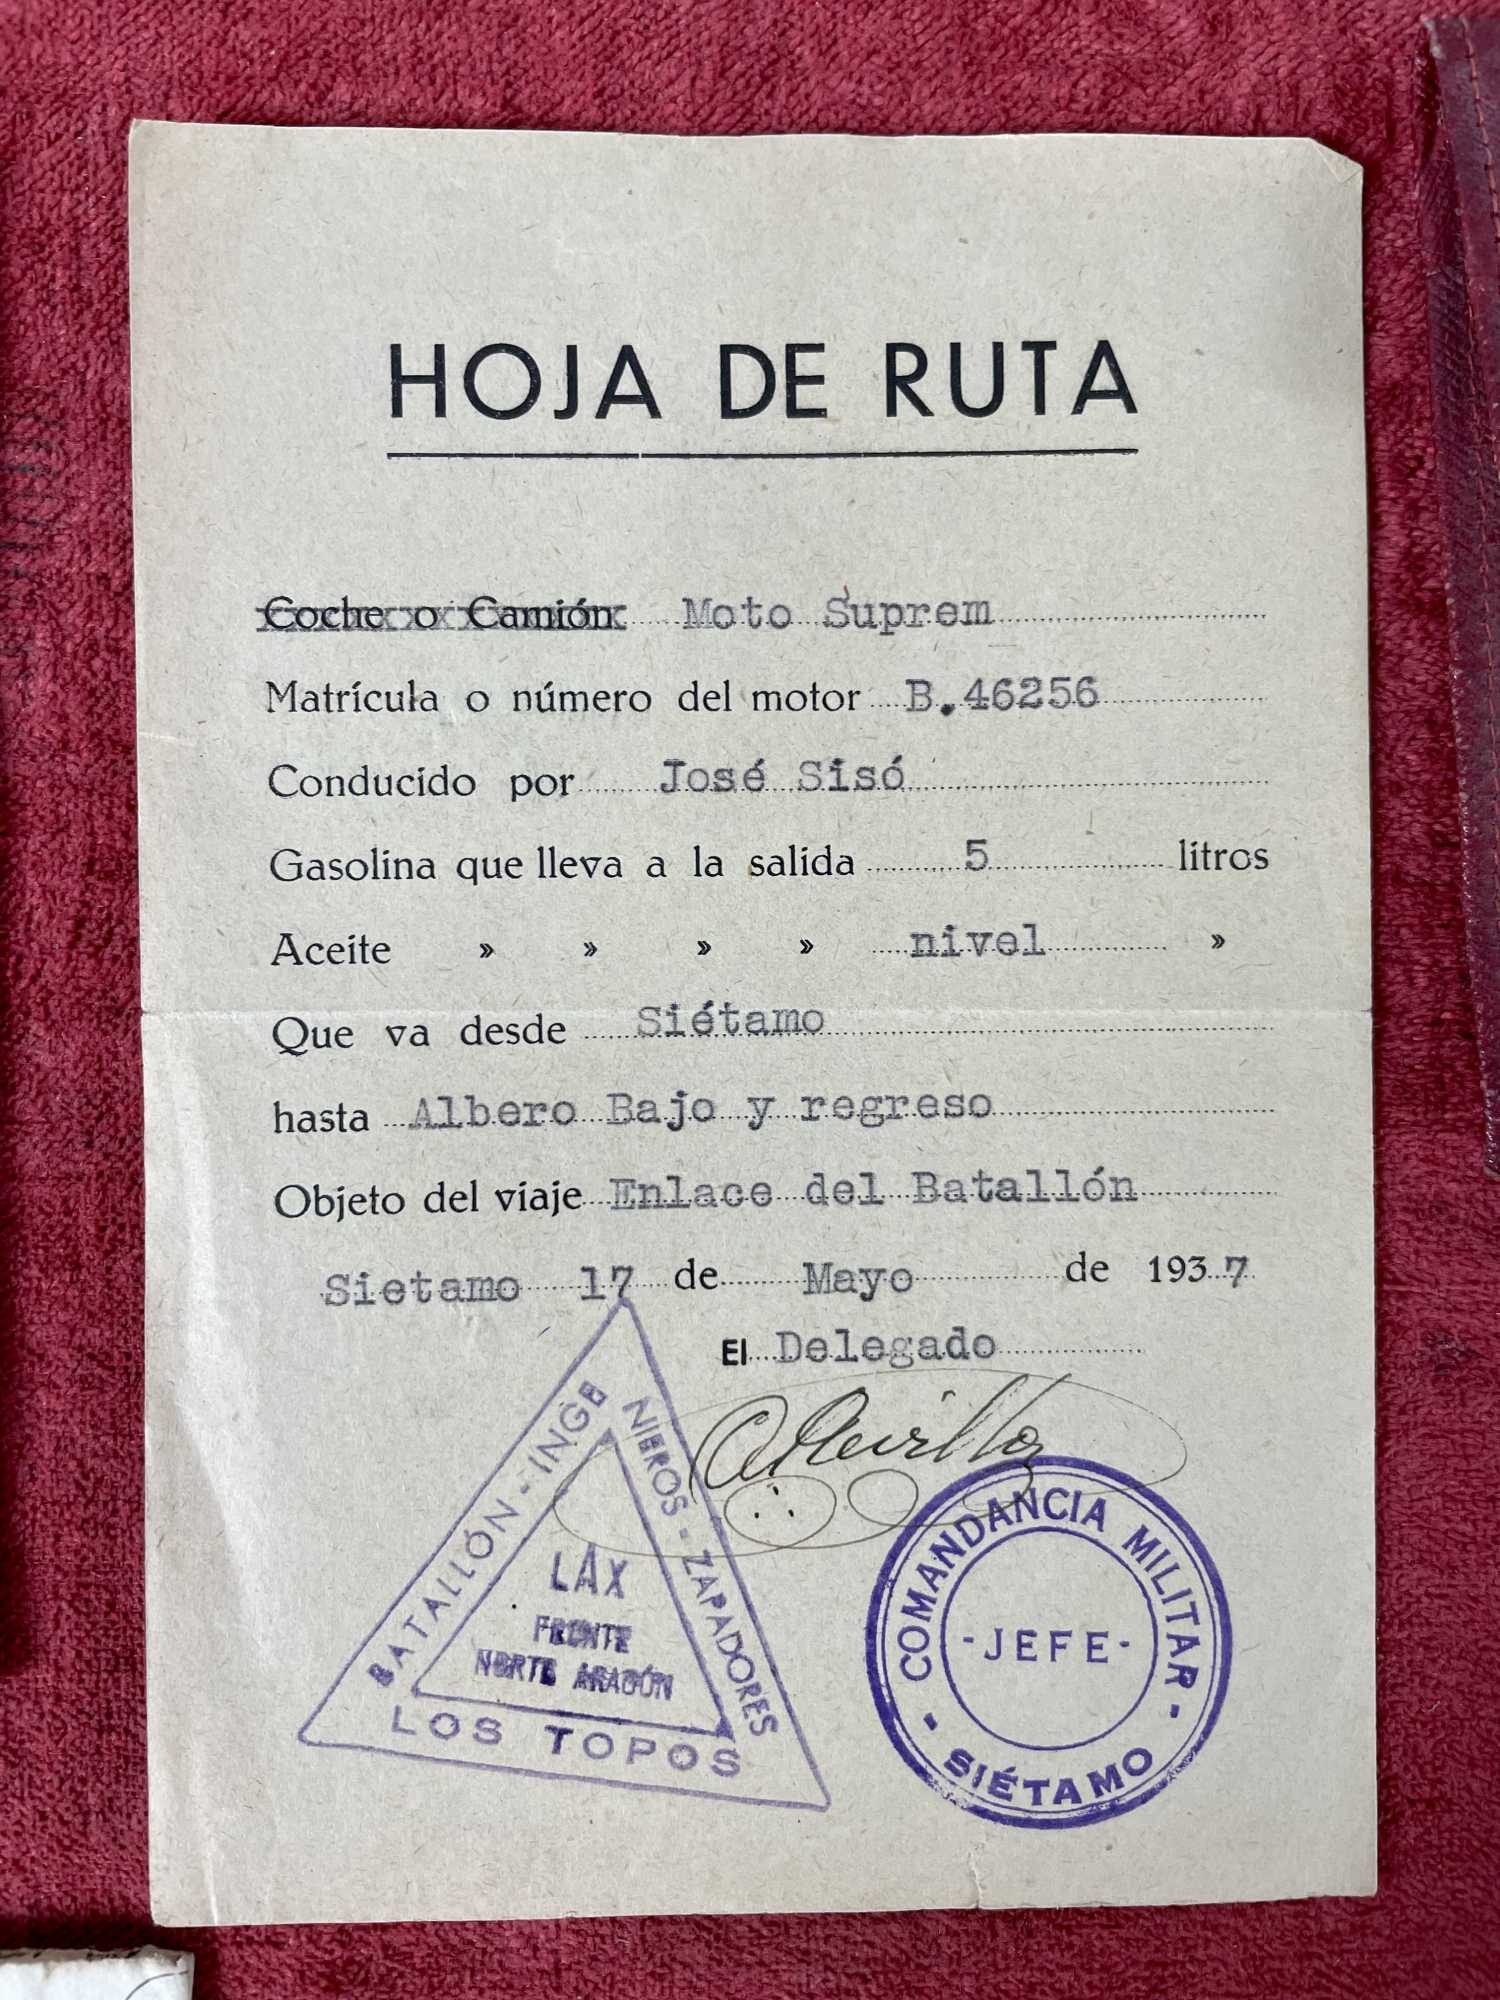 HOJA DE RUTA
Coche o Camión Moto Suprem
Matrícula o número del motor B.46256
Conducido por José Sisó
Gasolina que lleva a la salida 5 litros
Aceite » » » » nivel »
Que va desde Siétamo
hasta Albero Bajo y regreso
Objeto del viaje Enlace del Batallón
Sietamo 17 de Mayo de 1937
El Delegado
BATALLÓN-INGENIEROS-ZAPADORES
LAX
FRENTE
NORTE ARAGÓN
LOS TOPOS
COMANDANCIA MILITAR
-JEFE-
- SIÉTAMO -